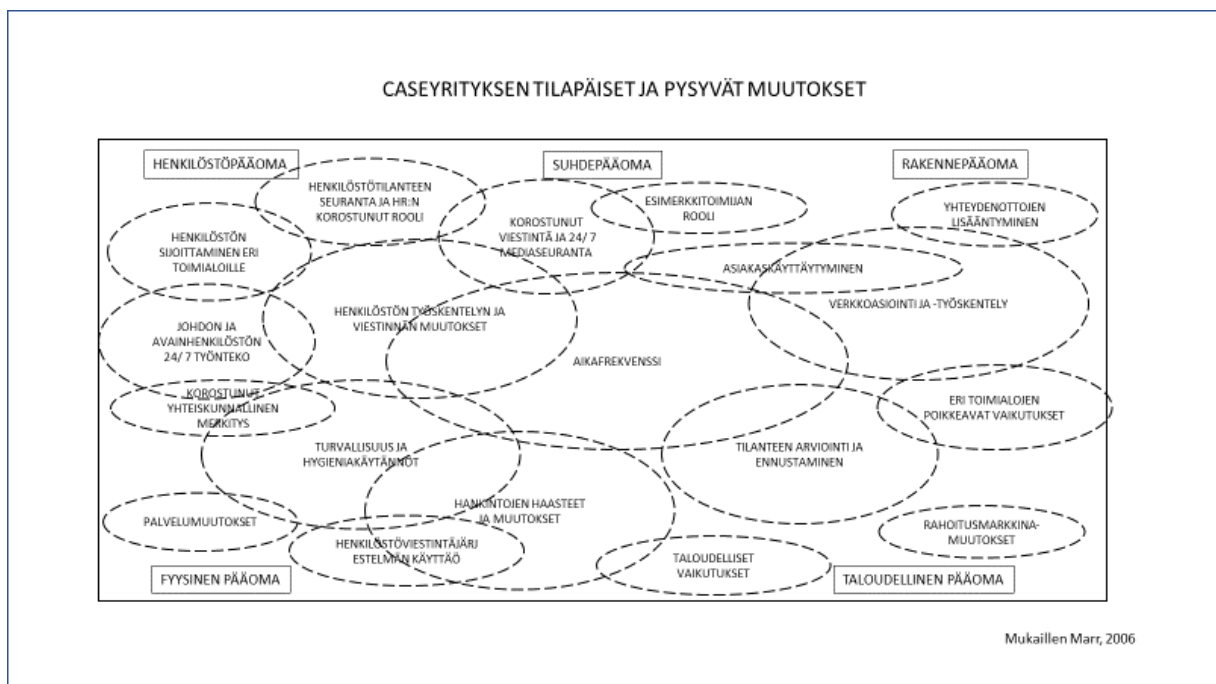 CASEYRITYKSEN TILAPÄISET JA PYSYVÄT MUUTOKSET
HENKILÖSTÖPÄÄOMA
SUHDEPÄÄOMA
RAKENNEPÄÄOMA
HENKILÖSTÖTILANTEEN
SEURANTA JA HR:N
KOROSTUNUT ROOLI
ESIMERKKITOIMIJAN
ROOLI
YHTEYDENOTTOJEN
LISÄÄNTYMINEN
KOROSTUNUT
VIESTINTÄ JA 24/7
MEDIASEURANTA
HENKILÖSTÖN
SIJOITTAMINEN ERI
TOIMIALOILLE
ASIAKASKÄYTTÄYTYMINEN
VERKKOASIOINTI JA -TYÖSKENTELY
HENKILÖSTÖN TYÖSKENTELYN JA
VIESTINNÄN MUUTOKSET
JOHDON JA
AVAINHENKILÖSTÖN
24/7 TYÖNTEKO
AIKAFREKVENSSI
KOROSTUNUT
YHTEISKUNNALLINEN
MERKITYS
ERI TOIMIALOJEN
POIKKEAVAT VAIKUTUKSET
TURVALLISUUS JA
HYGIENIAKÄYTÄNNÖT
TILANTEEN ARVIOINTI JA
ENNUSTAMINEN
HANKINTOJEN HAASTEET
JA MUUTOKSET
PALVELUMUUTOKSET
RAHOITUSMARKKINA-
MUUTOKSET
HENKILÖSTÖVIESTINTÄJÄRJ
ESTELMÄN KÄYTTÄÖ
TALOUDELLISET
VAIKUTUKSET
FYYSINEN PÄÄOMA
TALOUDELLINEN PÄÄOMA
Mukaillen Marr, 2006